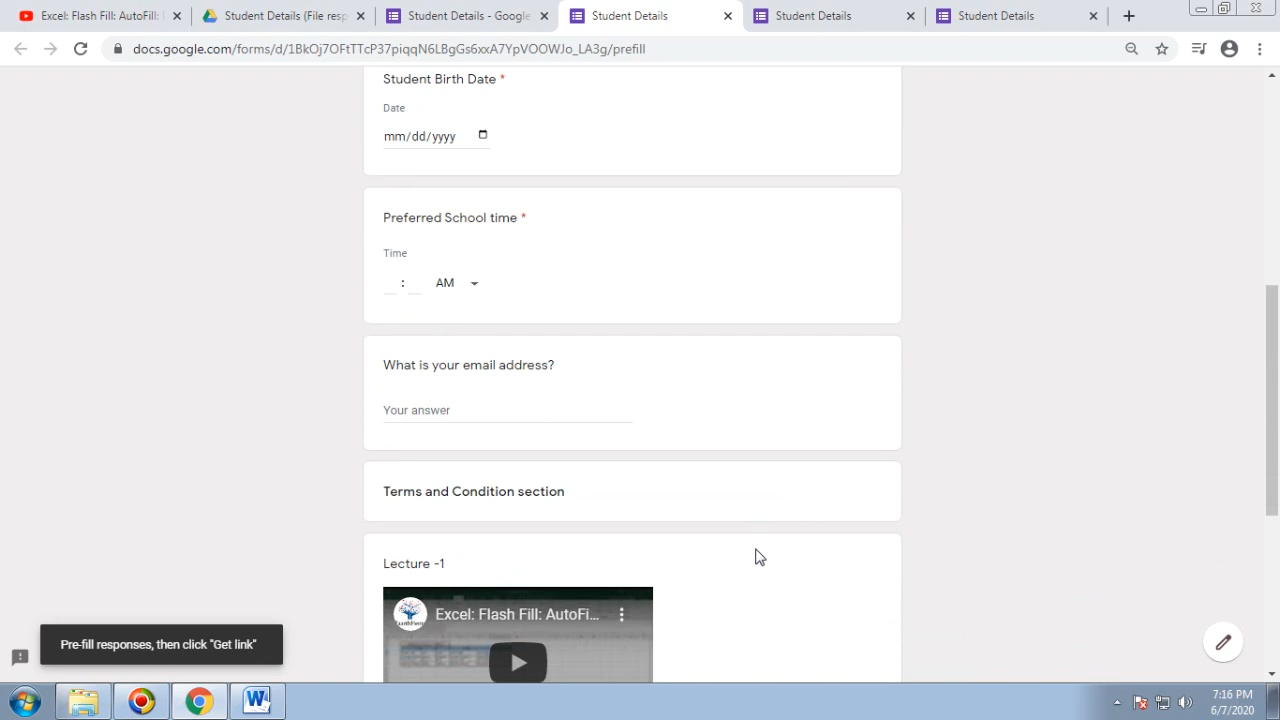 Excel: Flash Fill: AutoFill: I
Student Details (File resp
Student Details - Google
Student Details
Student Details
Student Details
docs.google.com/forms/d/1BkOj7OFtTTcP37piqqN6LBgGs6xxA7YpVOOWJo_LA3g/prefill
Student Birth Date *
Date
mm/dd/yyyy
Preferred School time *
Time
: AM
What is your email address?
Your answer
Terms and Condition section
Lecture -1
Excel: Flash Fill: AutoFi...
Pre-fill responses, then click "Get link"
7:16 PM
6/7/2020